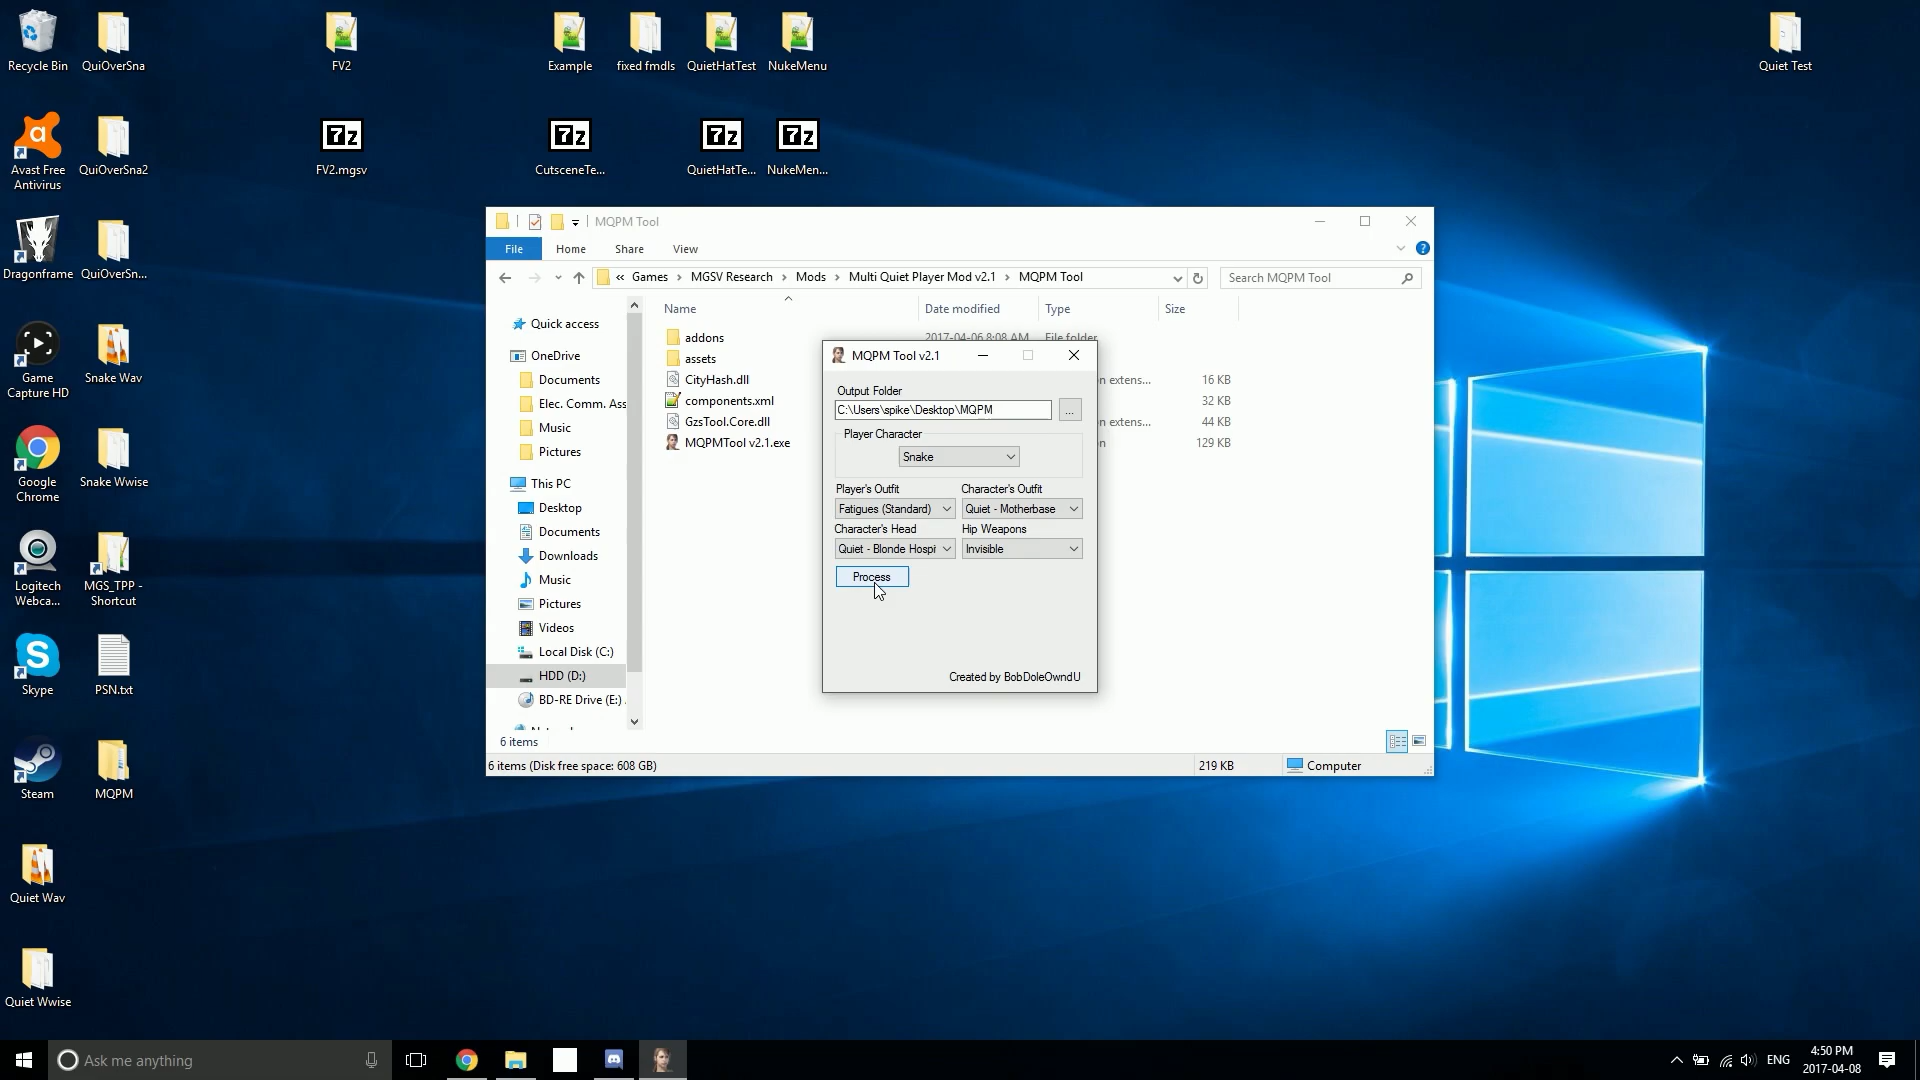 Recycle Bin
QuiOverSna
FV2
Example
fixed fmdls
QuietHatTest
NukeMenu
Quiet Test
Avast Free
Antivirus
QuiOverSna2
7z
FV2.mgsv
7z
CutsceneTe...
7z
QuietHatTe...
7z
NukeMen...
Dragonframe
QuiOverSn...
Game
Capture HD
Snake Wav
Google
Chrome
Snake Wwise
Logitech
Webca...
MGS_TPP -
Shortcut
Skype
PSN.txt
Steam
MQPM
Quiet Wav
Quiet Wwise
MQPM Tool
File
Home
Share
View
« Games
MGSV Research
Mods
Multi Quiet Player Mod v2.1
MQPM Tool
Search MQPM Tool
Name
Date modified
Type
Size
Quick access
OneDrive
Documents
Elec. Comm. Ass
Music
Pictures
This PC
Desktop
Documents
Downloads
Music
Pictures
Videos
Local Disk (C:)
HDD (D:)
BD-RE Drive (E:)
addons
2017-04-06 8:08 AM
File folder
assets
CityHash.dll
n extens...
16 KB
components.xml
32 KB
GzsTool.Core.dll
n extens...
44 KB
MQPMTool v2.1.exe
n
129 KB
6 items
6 items (Disk free space: 608 GB)
219 KB
Computer
MQPM Tool v2.1
Output Folder
C:\Users\spike\Desktop\MQPM
...
Player Character
Snake
Player's Outfit
Character's Outfit
Fatigues (Standard)
Quiet - Motherbase
Character's Head
Hip Weapons
Quiet - Blonde Hospi
Invisible
Process
Created by BobDoleOwndU
Ask me anything
ENG
4:50 PM
2017-04-08